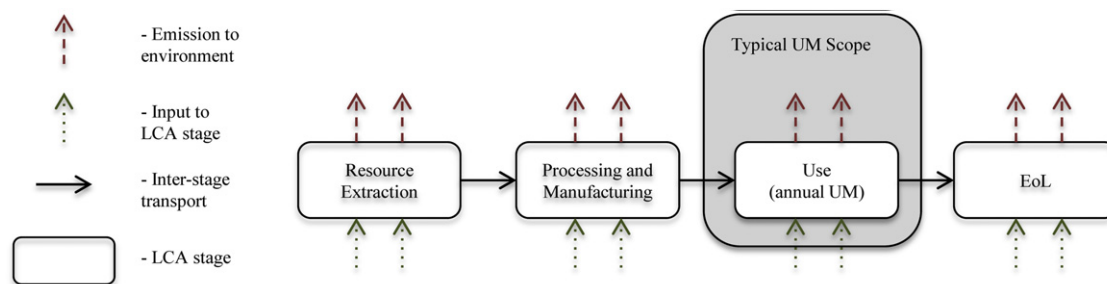 - Emission to
environment
- Input to
LCA stage
- Inter-stage
transport
- LCA stage
Typical UM Scope
Resource
Extraction
Processing and
Manufacturing
Use
(annual UM)
EoL